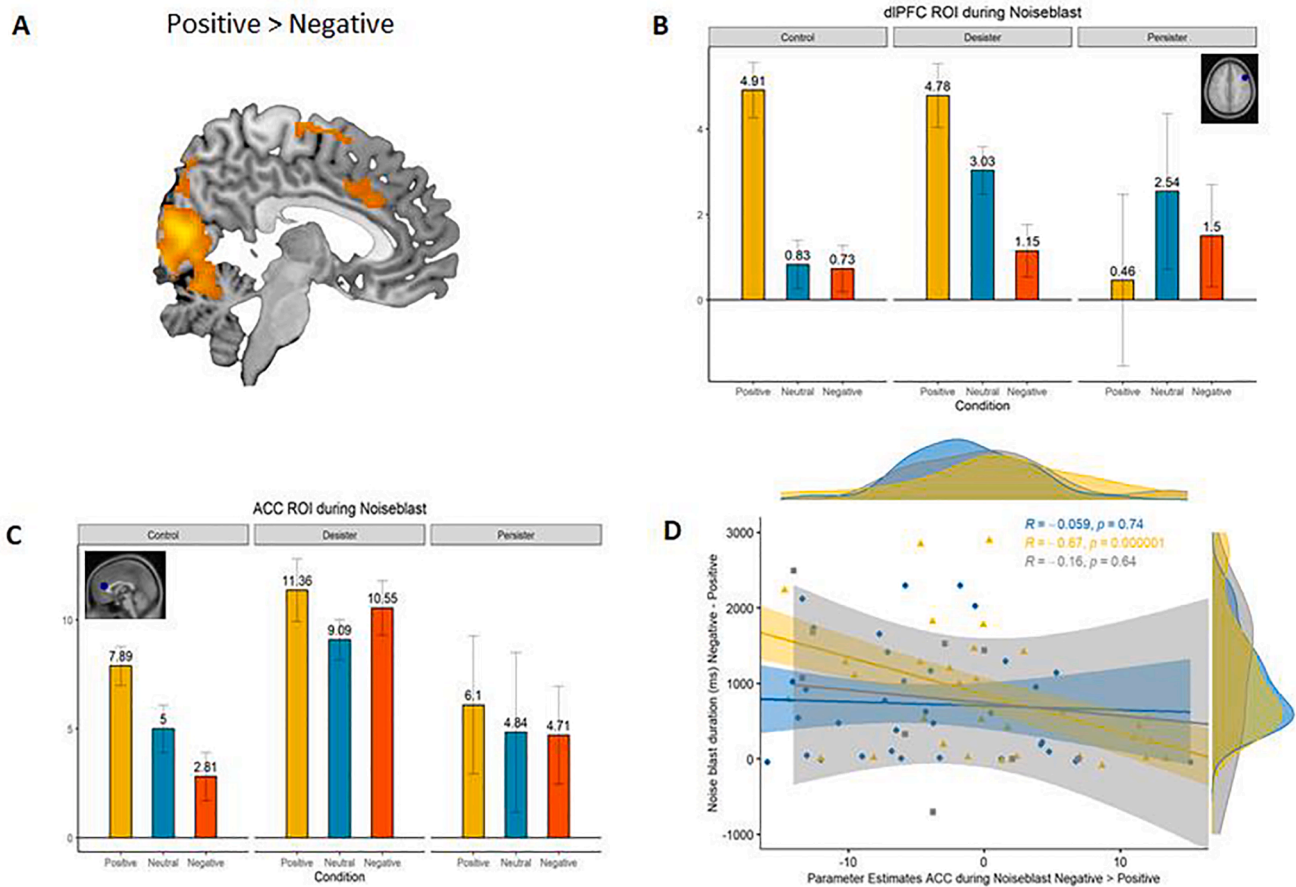 A
Positive > Negative
B
dlPFC ROI during Noiseblast
Control Desister Persister
4.91 0.83 0.73
4.78 3.03 1.15
0.46 2.54 1.5
4
2
0
Positive Neutral Negative Positive Neutral Negative Positive Neutral Negative
Condition
C
ACC ROI during Noiseblast
Control Desister Persister
7.89 5 2.81
11.36 9.09 10.55
6.1 4.84 4.71
10
5
0
Positive Neutral Negative Positive Neutral Negative Positive Neutral Negative
Condition
D
R = − 0.059, p = 0.74
R = − 0.67, p = 0.000001
R = − 0.16, p = 0.64
Noise blast duration (ms) Negative - Positive
3000
2000
1000
0
-1000
-10 0 10
Parameter Estimates ACC during Noiseblast Negative > Positive